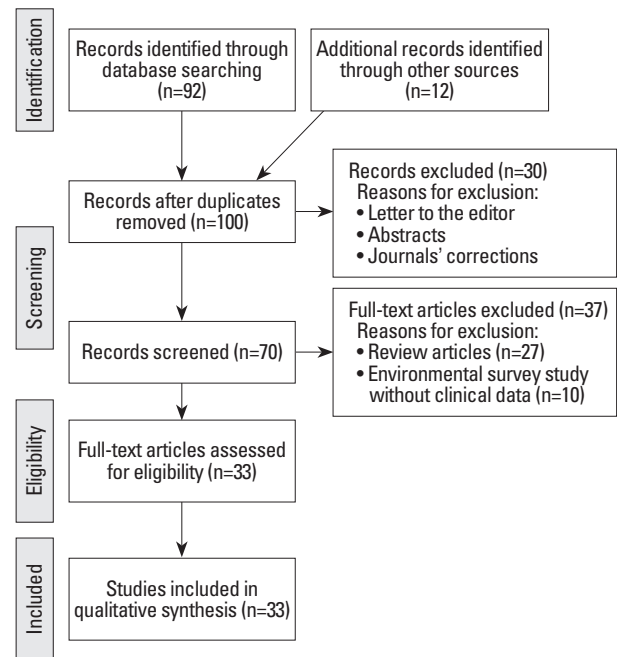 Identification
Records identified through
database searching
(n=92)
Additional records identified
through other sources
(n=12)
Screening
Records after duplicates
removed (n=100)
Records excluded (n=30)
Reasons for exclusion:
• Letter to the editor
• Abstracts
• Journals' corrections
Records screened (n=70)
Full-text articles excluded (n=37)
Reasons for exclusion:
• Review articles (n=27)
• Environmental survey study
without clinical data (n=10)
Eligibility
Full-text articles assessed
for eligibility (n=33)
Included
Studies included in
qualitative synthesis (n=33)